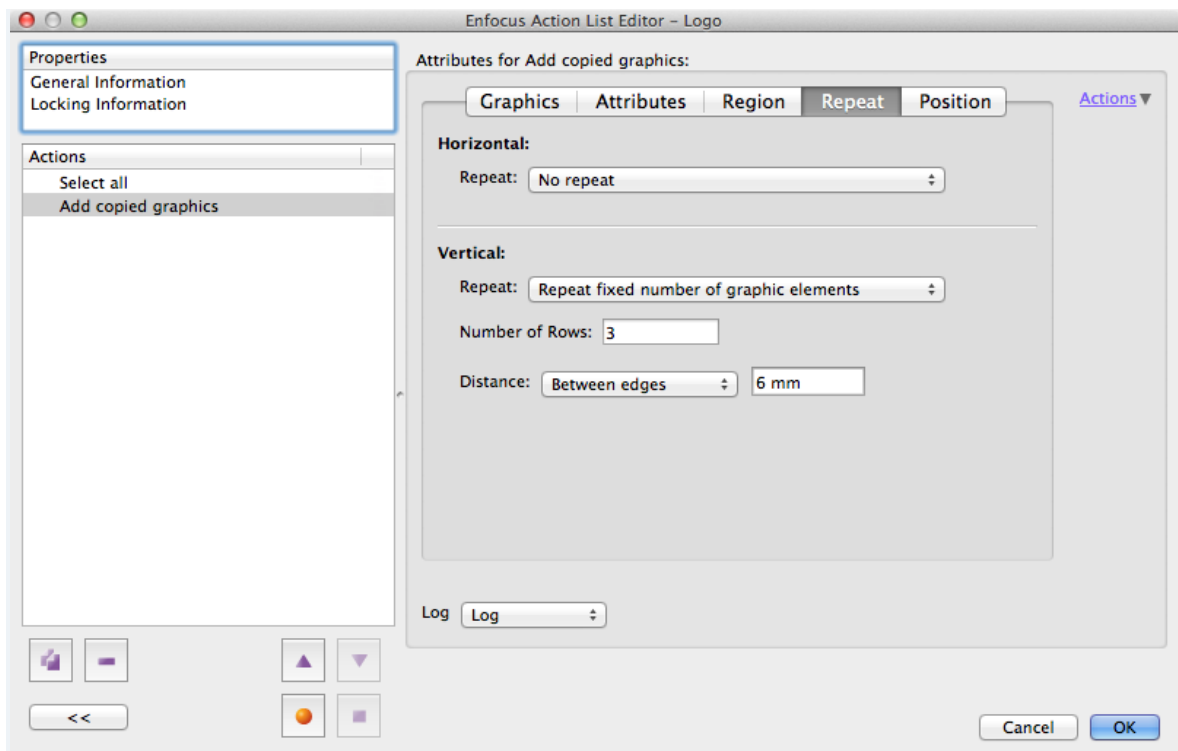 Enfocus Action List Editor – Logo
Properties
General Information
Locking Information
Actions
Select all
Add copied graphics
<<
Attributes for Add copied graphics:
Graphics Attributes Region Repeat Position
Actions▼
Horizontal:
Repeat: No repeat
Vertical:
Repeat: Repeat fixed number of graphic elements
Number of Rows: 3
Distance: Between edges 6 mm
Log Log
Cancel OK